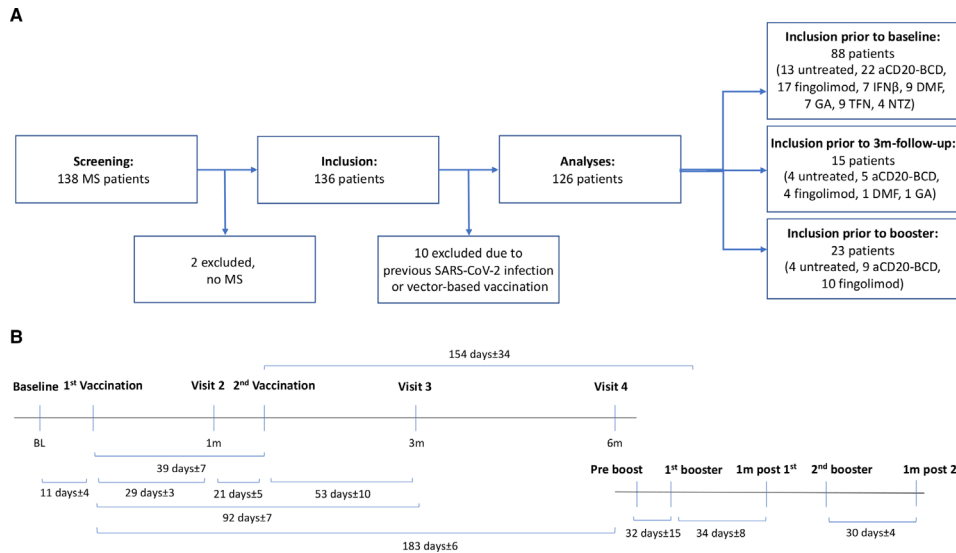 A
Screening:
138 MS patients
2 excluded,
no MS
Inclusion:
136 patients
10 excluded due to
previous SARS-CoV-2 infection
or vector-based vaccination
Analyses:
126 patients
Inclusion prior to baseline:
88 patients
(13 untreated, 22 aCD20-BCD,
17 fingolimod, 7 IFNβ, 9 DMF,
7 GA, 9 TFN, 4 NTZ)
Inclusion prior to 3m-follow-up:
15 patients
(4 untreated, 5 aCD20-BCD,
4 fingolimod, 1 DMF, 1 GA)
Inclusion prior to booster:
23 patients
(4 untreated, 9 aCD20-BCD,
10 fingolimod)
B
154 days±34
Baseline 1st Vaccination Visit 2 2nd Vaccination Visit 3 Visit 4
BL 1m 3m 6m
39 days±7
11 days±4 29 days±3 21 days±5 53 days±10
92 days±7
183 days±6
Pre boost 1st booster 1m post 1st 2nd booster 1m post 2
32 days±15 34 days±8 30 days±4